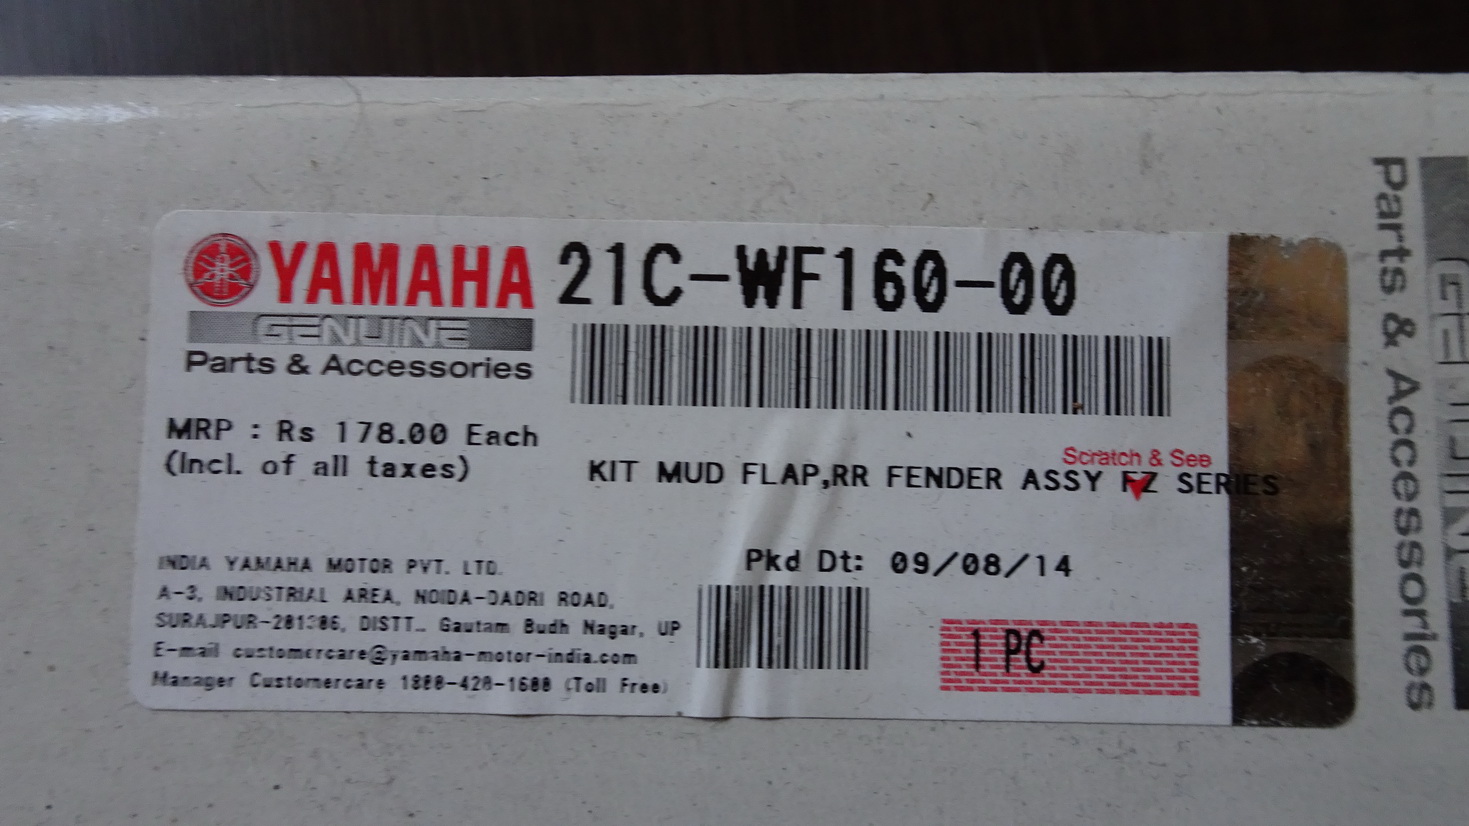 YAMAHA
GENUINE
Parts & Accessories
21C-WF160-00
MRP : Rs 178.00 Each
(Incl. of all taxes)
Scratch & See
KIT MUD FLAP,RR FENDER ASSY FZ SERIES
Pkd Dt: 09/08/14
INDIA YAMAHA MOTOR PVT. LTD.
A-3, INDUSTRIAL AREA, NOIDA-DADRI ROAD,
SURAJPUR-201306, DISTT. Gautam Budh Nagar, UP
E-mail customercare@yamaha-motor-india.com
Manager Customercare 1800-420-1600 (Toll Free)
1 PC
Parts & Accessories
GENUINE